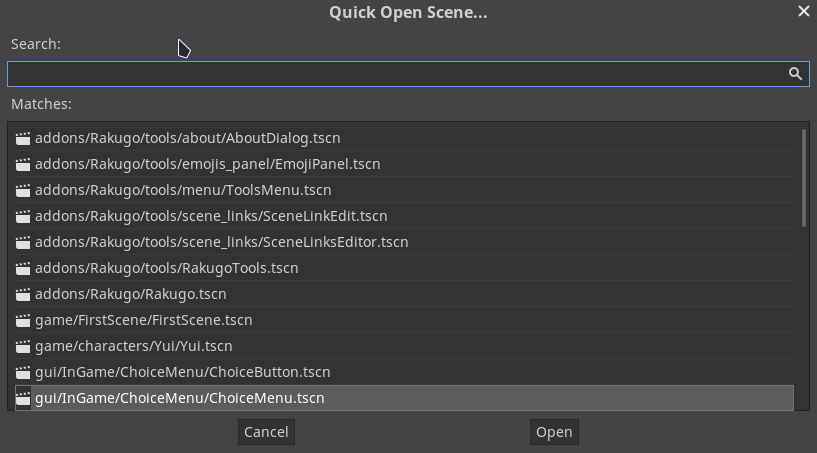 Quick Open Scene...
Search:
Matches:
addons/Rakugo/tools/about/AboutDialog.tscn
addons/Rakugo/tools/emojis_panel/EmojiPanel.tscn
addons/Rakugo/tools/menu/ToolsMenu.tscn
addons/Rakugo/tools/scene_links/SceneLinkEdit.tscn
addons/Rakugo/tools/scene_links/SceneLinksEditor.tscn
addons/Rakugo/tools/RakugoTools.tscn
addons/Rakugo/Rakugo.tscn
game/FirstScene/FirstScene.tscn
game/characters/Yui/Yui.tscn
gui/InGame/ChoiceMenu/ChoiceButton.tscn
gui/InGame/ChoiceMenu/ChoiceMenu.tscn
Cancel Open